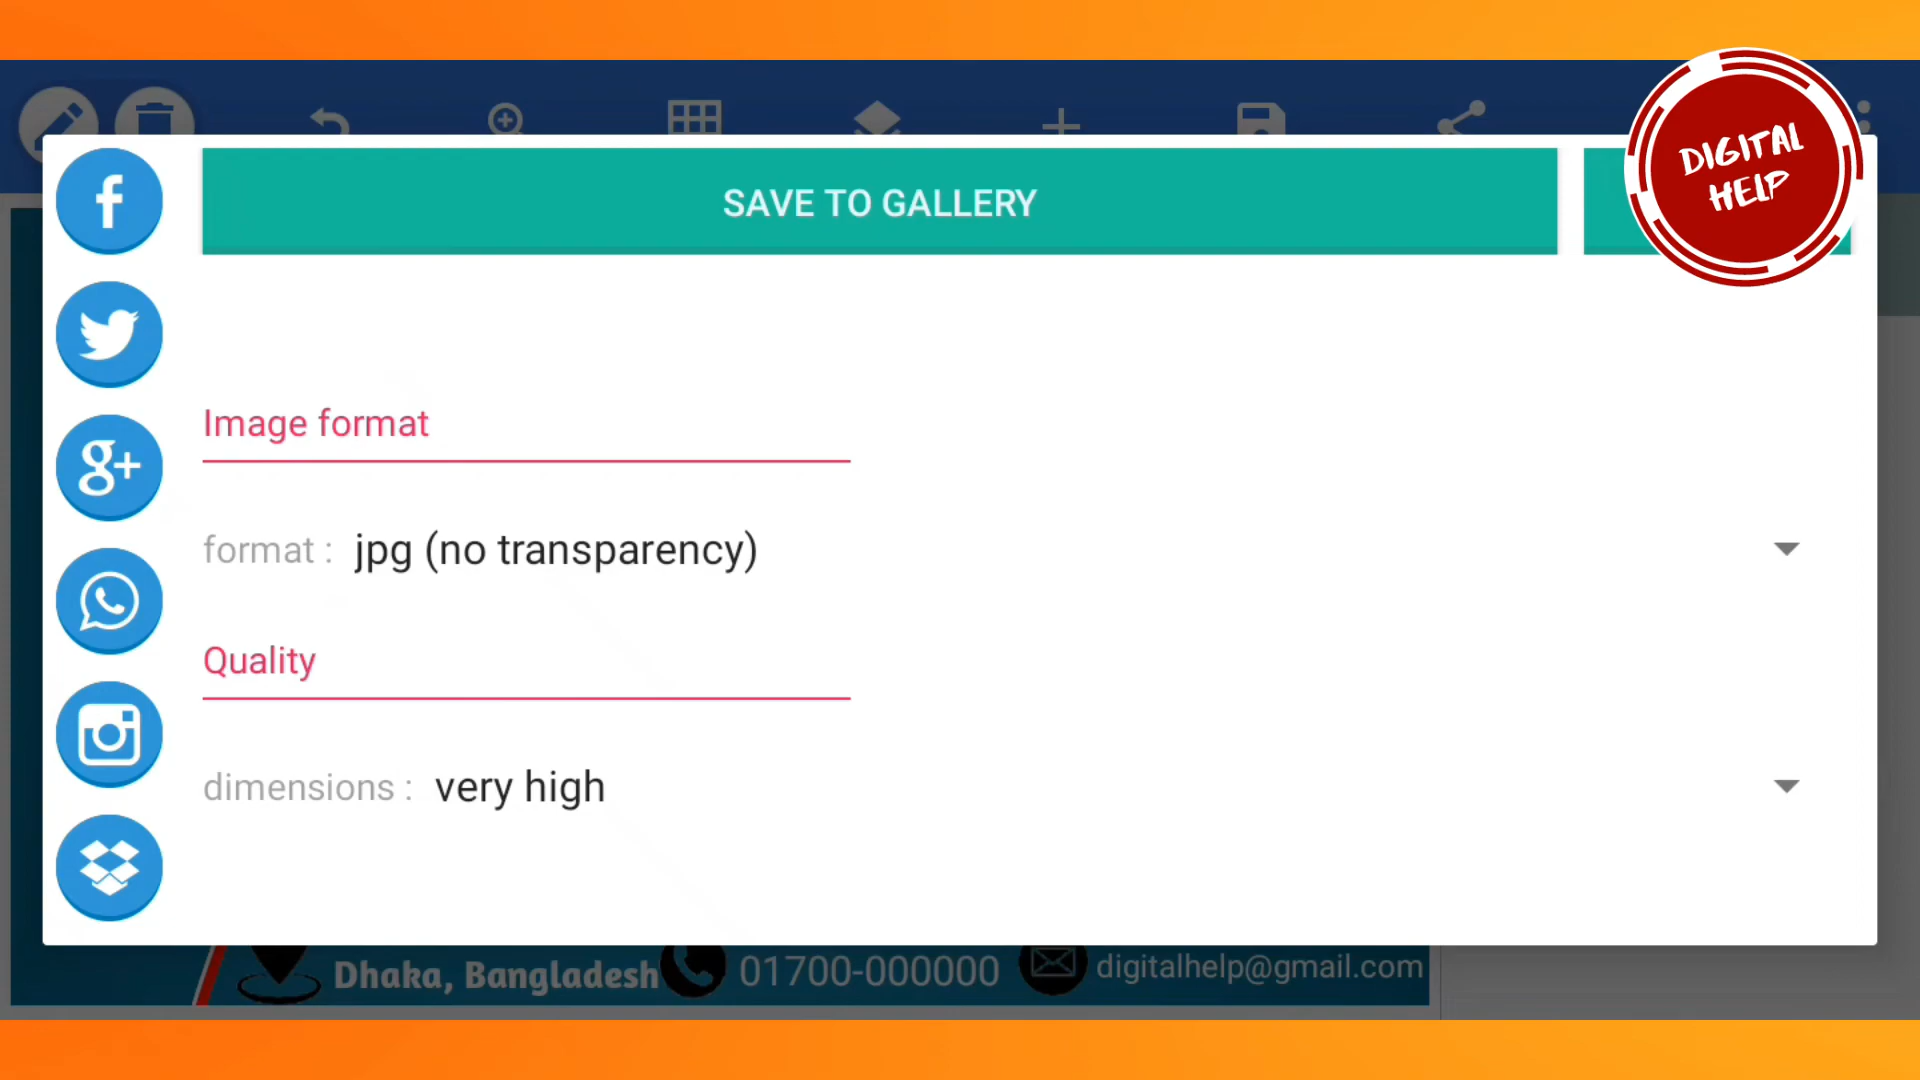 SAVE TO GALLERY
DIGITAL
HELP
Image format
format : jpg (no transparency)
Quality
dimensions : very high
Dhaka, Bangladesh 01700-000000 digitalhelp@gmail.com